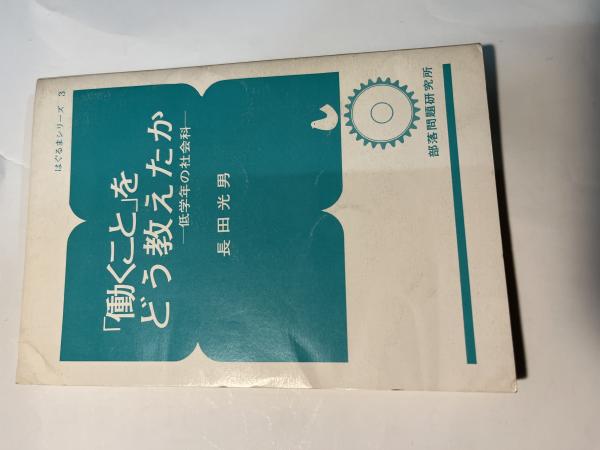 はぐるまシリーズ 3
「働くこと」を
どう教えたか
―低学年の社会科―
長田光男
部落問題研究所